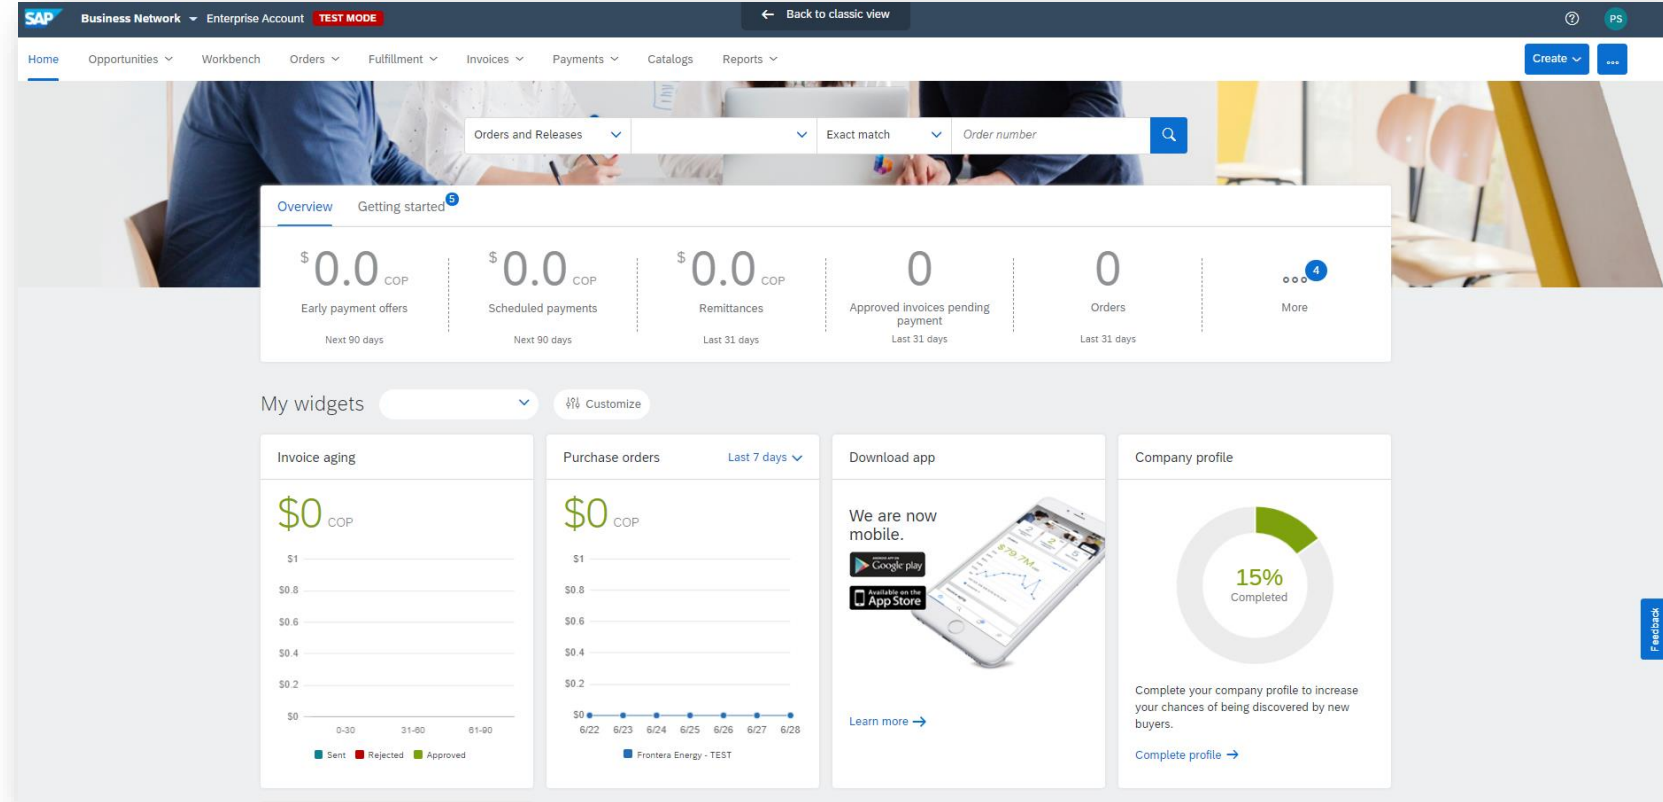 SAP Business Network Enterprise Account TEST MODE ← Back to classic view PS
Home Opportunities Workbench Orders Fulfillment Invoices Payments Catalogs Reports Create
Orders and Releases Exact match Order number
Overview Getting started 5
$ 0.0 COP
Early payment offers
Next 90 days
$ 0.0 COP
Scheduled payments
Next 90 days
$ 0.0 COP
Remittances
Last 31 days
0
Approved invoices pending
payment
Last 31 days
0
Orders
Last 31 days
4
More
My widgets Customize
Invoice aging
$0 COP
$1
$0.8
$0.6
$0.4
$0.2
$0
0-30 31-60 61-90
Sent Rejected Approved
Purchase orders Last 7 days
$0 COP
$1
$0.8
$0.6
$0.4
$0.2
$0
6/22 6/23 6/24 6/25 6/26 6/27 6/28
Frontera Energy - TEST
Download app
We are now
mobile.
Google play
Available on the
App Store
$79.7M
Learn more →
Company profile
15%
Completed
Complete your company profile to increase
your chances of being discovered by new
buyers.
Complete profile →
Feedback